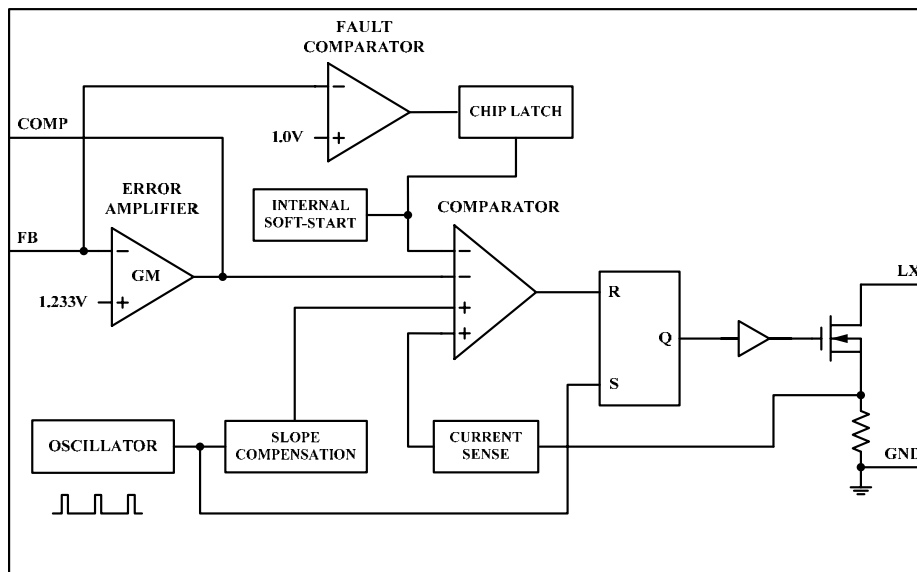 FAULT
COMPARATOR
−
1.0V
+
CHIP LATCH
COMP
ERROR
AMPLIFIER
INTERNAL
SOFT-START
COMPARATOR
FB
−
GM
1.233V
+
−
−
+
+
R
Q
S
LX
OSCILLATOR
SLOPE
COMPENSATION
CURRENT
SENSE
GND